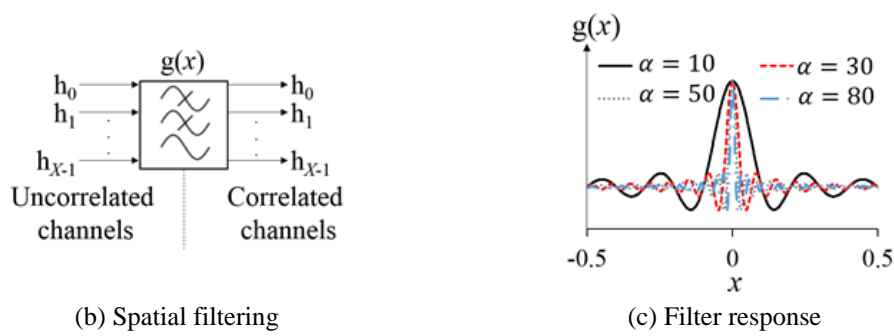 g(x)
h0
h1
.
.
.
hX-1
h0
h1
.
.
.
hX-1
Uncorrelated
channels
Correlated
channels
(b) Spatial filtering
g(x)
α = 10
α = 30
α = 50
α = 80
-0.5
0
0.5
x
(c) Filter response